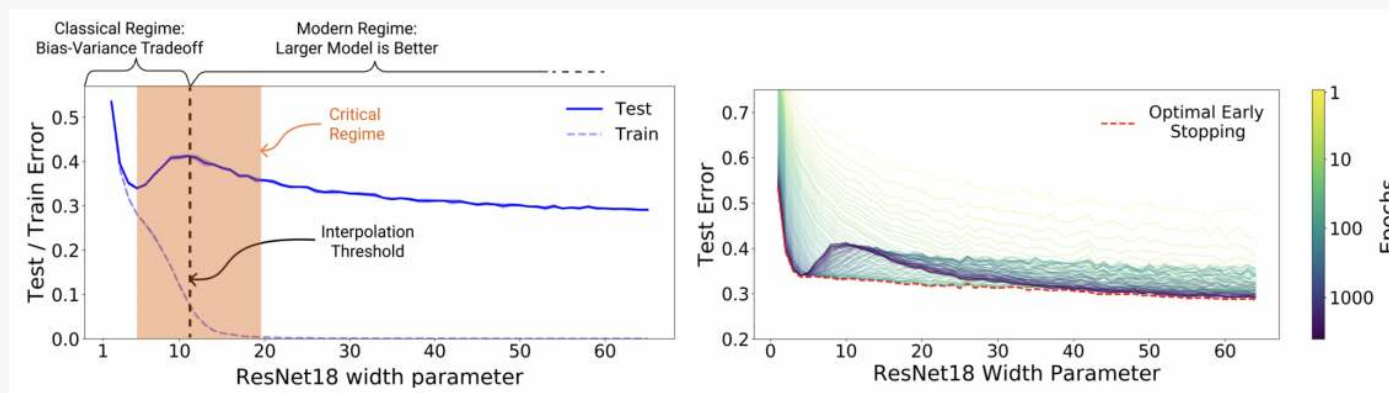 Classical Regime:
Bias-Variance Tradeoff
Modern Regime:
Larger Model is Better
Critical
Regime
Interpolation
Threshold
Test
Train
Test / Train Error
0.5
0.4
0.3
0.2
0.1
0.0
1
10
20
30
40
50
60
ResNet18 width parameter
Optimal Early
Stopping
Test Error
0.7
0.6
0.5
0.4
0.3
0.2
0
10
20
30
40
50
60
ResNet18 Width Parameter
1
10
100
1000
Epochs